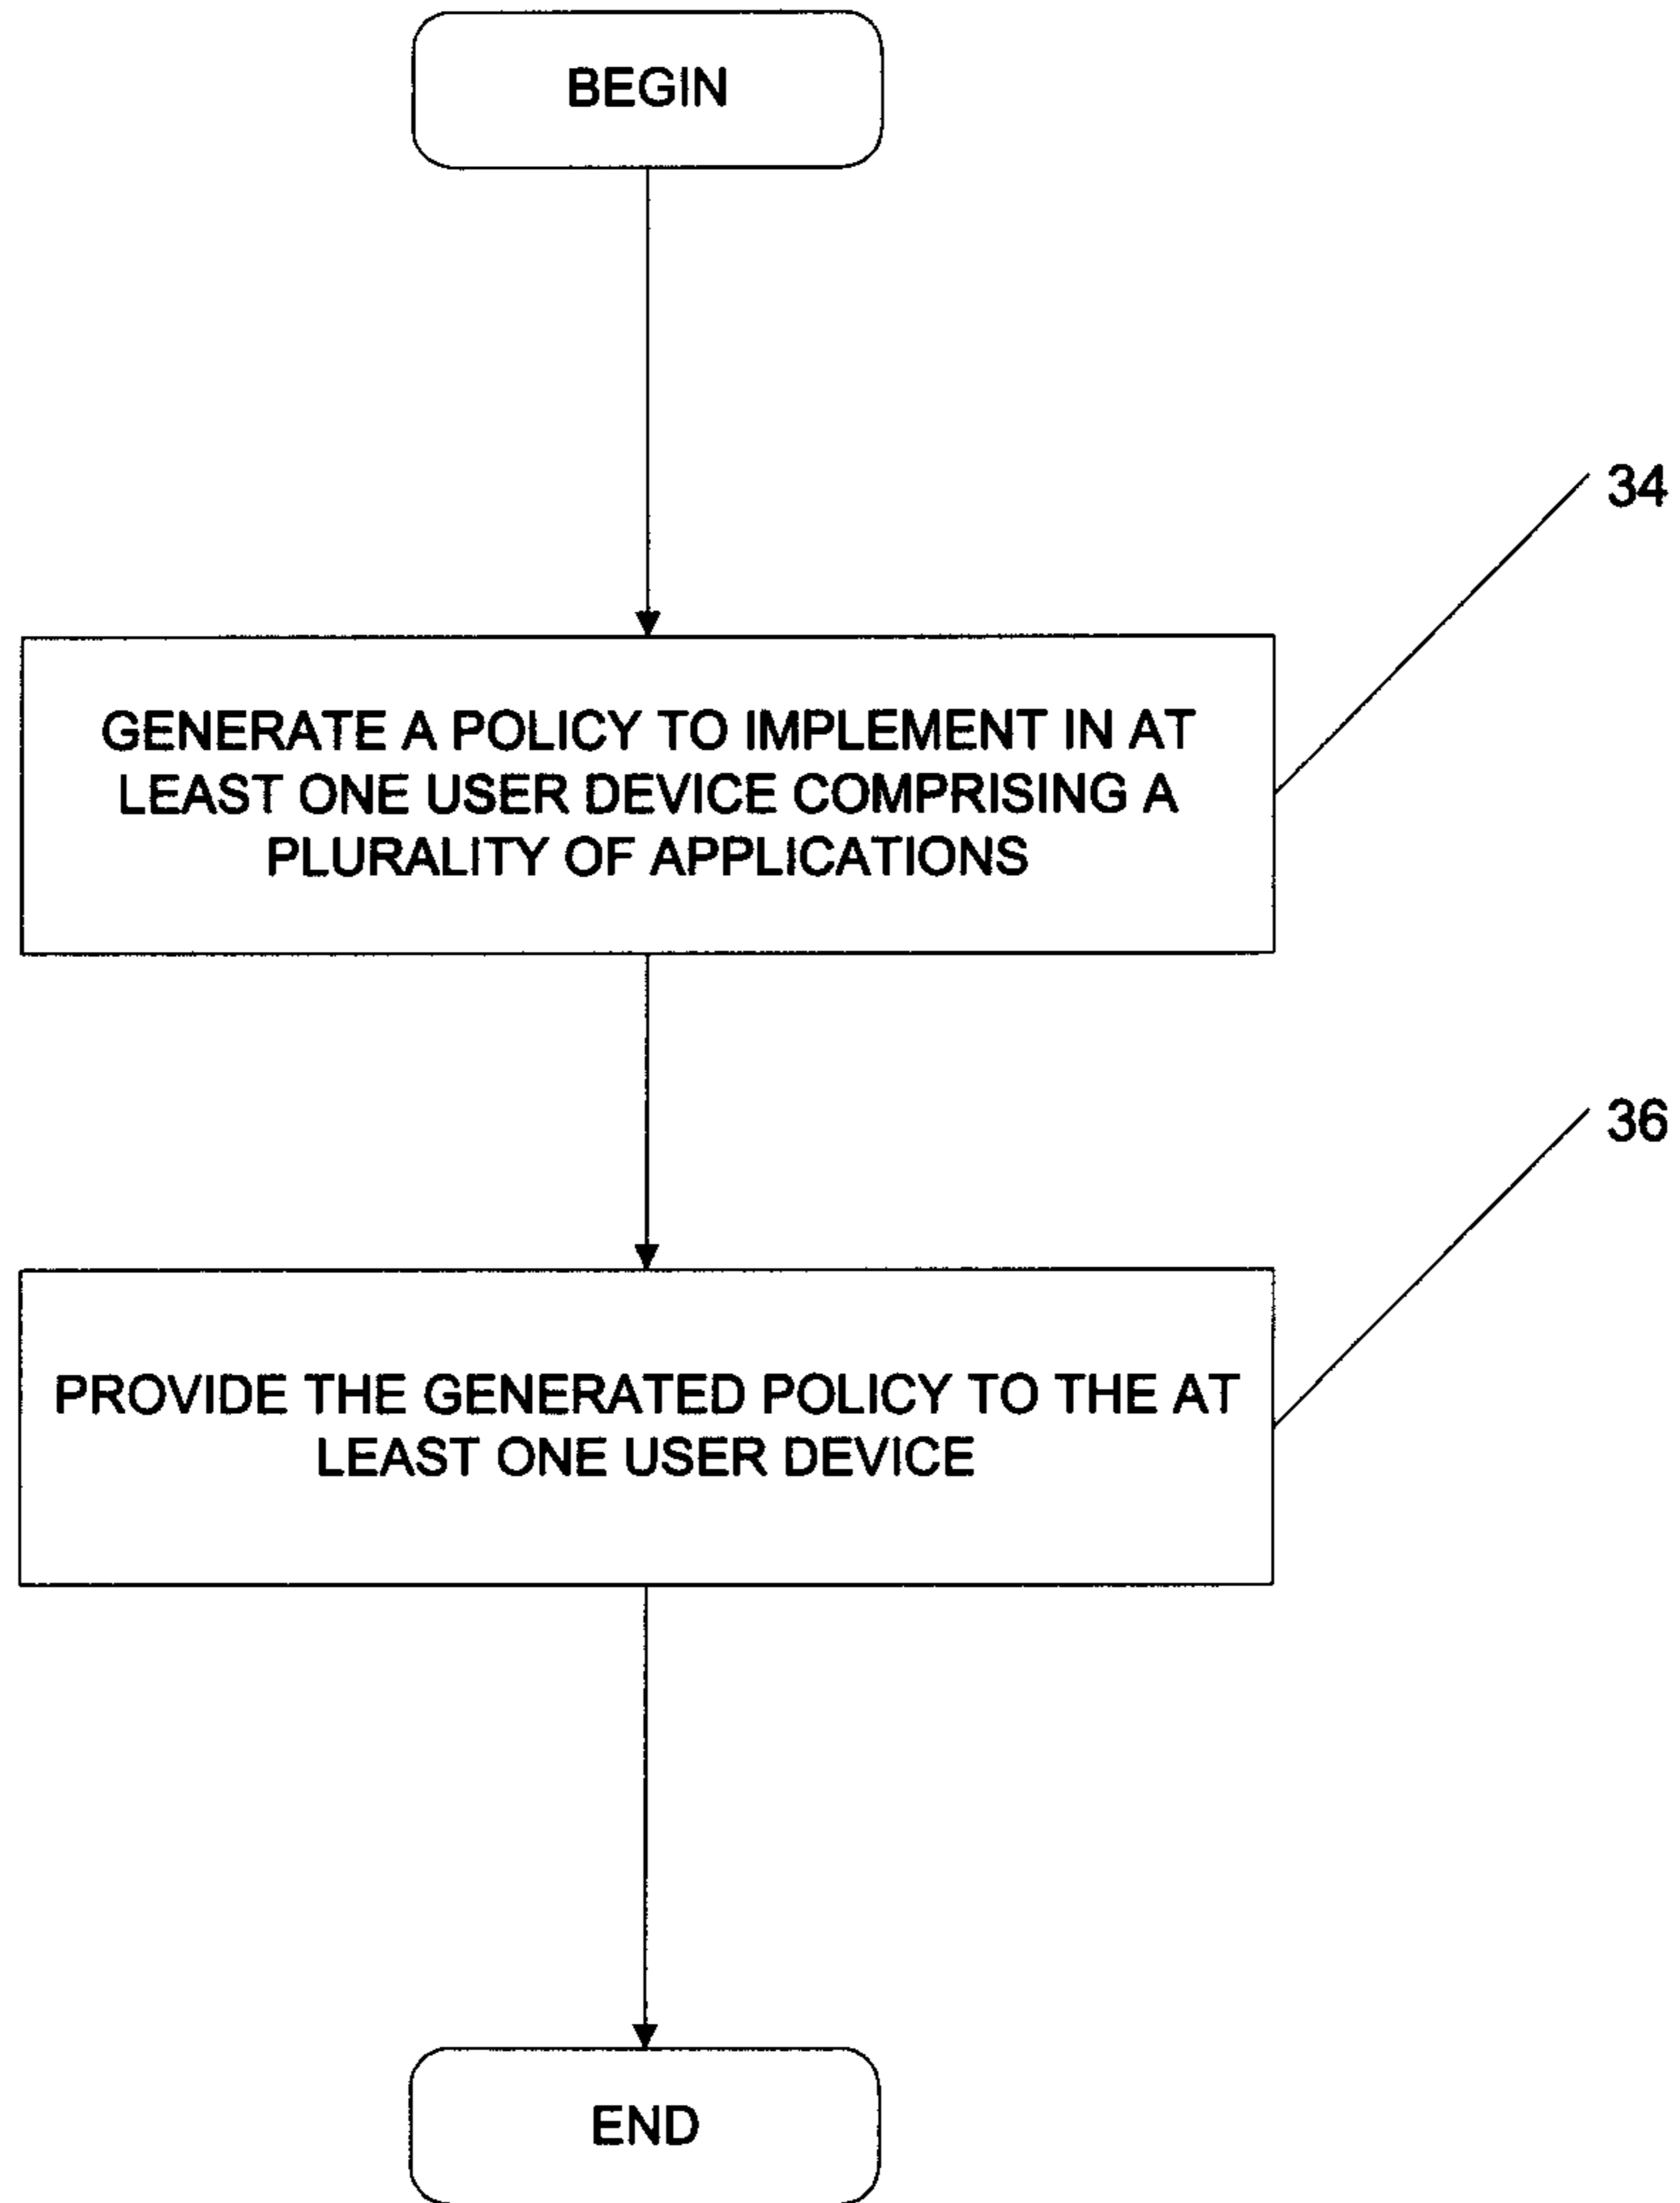 BEGIN
34
GENERATE A POLICY TO IMPLEMENT IN AT
LEAST ONE USER DEVICE COMPRISING A
PLURALITY OF APPLICATIONS
36
PROVIDE THE GENERATED POLICY TO THE AT
LEAST ONE USER DEVICE
END